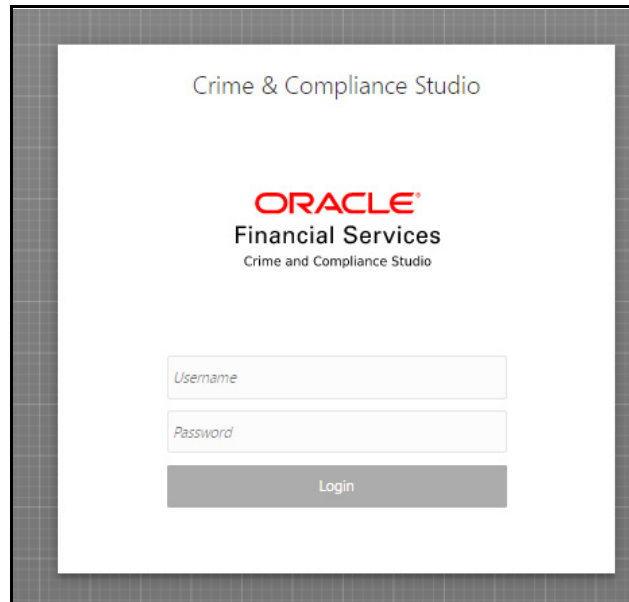 Crime & Compliance Studio
ORACLE®
Financial Services
Crime and Compliance Studio
Username
Password
Login